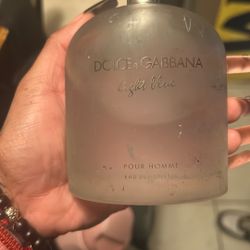 DOLCE & GABBANA
light blue
POUR HOMME